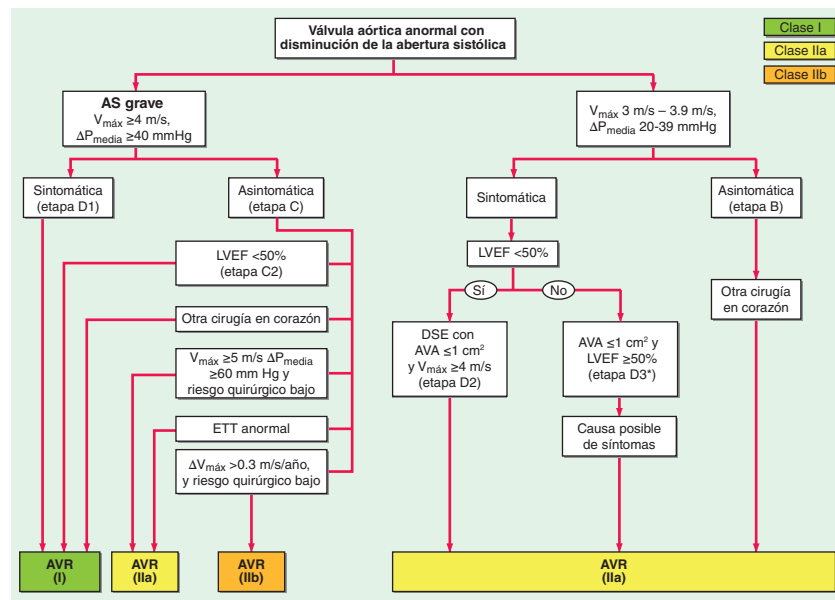 Válvula aórtica anormal con
disminución de la abertura sistólica
Clase I
Clase IIa
Clase IIb
AS grave
Vmáx ≥4 m/s,
ΔPmedia ≥40 mmHg
Vmáx 3 m/s – 3.9 m/s,
ΔPmedia 20-39 mmHg
Sintomática
(etapa D1)
Asintomática
(etapa C)
Sintomática
Asintomática
(etapa B)
LVEF <50%
(etapa C2)
LVEF <50%
Sí
No
Otra cirugía en corazón
Otra cirugía
en corazón
Vmáx ≥5 m/s ΔPmedia
≥60 mm Hg y
riesgo quirúrgico bajo
DSE con
AVA ≤1 cm²
y Vmáx ≥4 m/s
(etapa D2)
AVA ≤1 cm² y
LVEF ≥50%
(etapa D3*)
ETT anormal
Causa posible
de síntomas
ΔVmáx >0.3 m/s/año,
y riesgo quirúrgico bajo
AVR
(I)
AVR
(IIa)
AVR
(IIb)
AVR
(IIa)